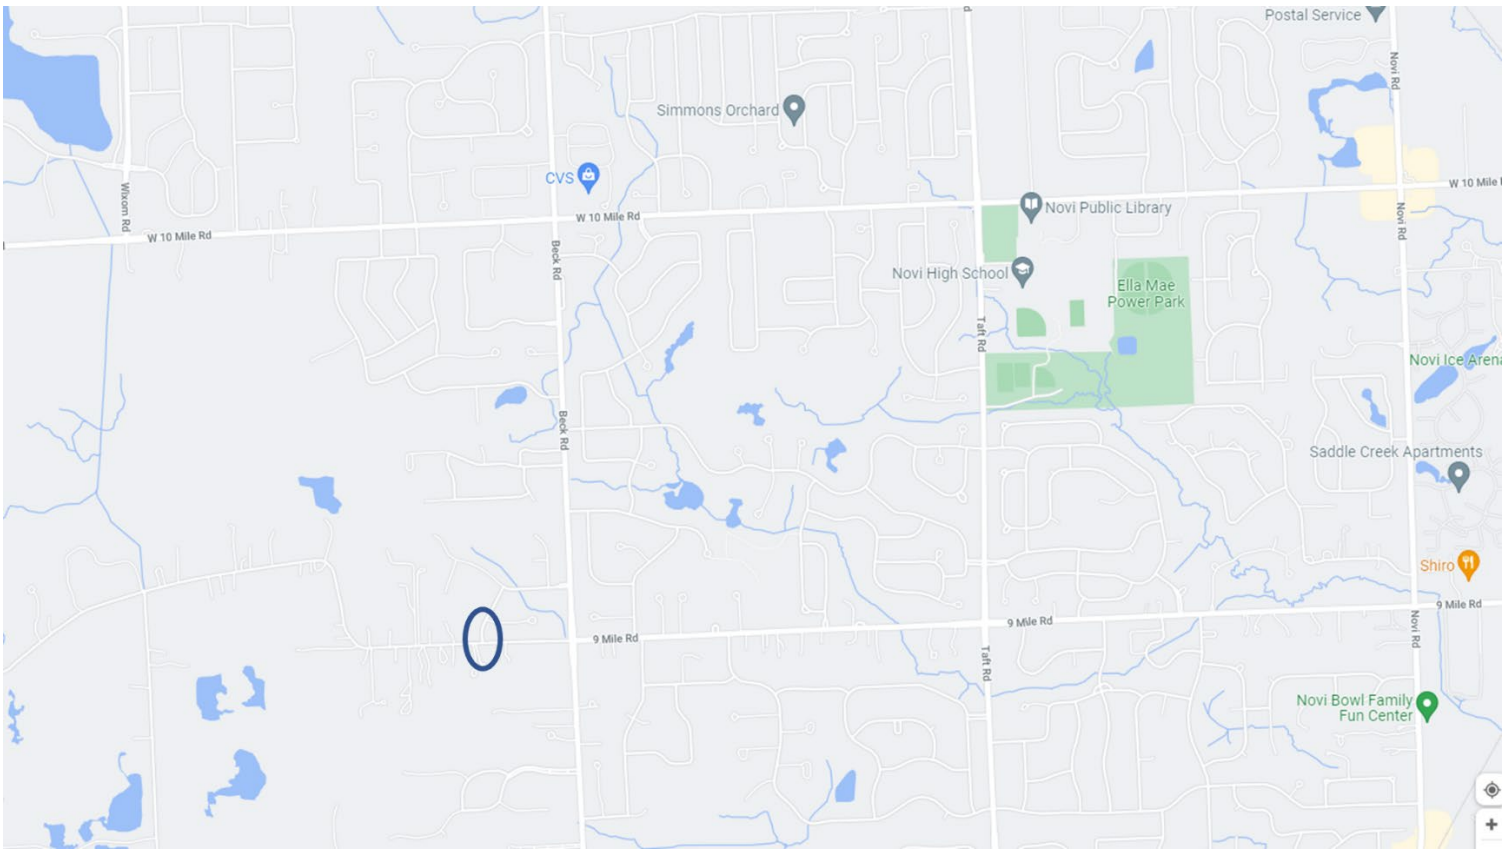 Postal Service
Novi Rd
Simmons Orchard
CVS
Wixom Rd
W 10 Mile Rd
W 10 Mile Rd
W 10 Mile
Novi Public Library
Novi Rd
Beck Rd
Novi High School
Ella Mae
Power Park
Taft Rd
Novi Ice Arena
Beck Rd
Saddle Creek Apartments
Shiro
9 Mile Rd
9 Mile Rd
9 Mile Rd
Novi Rd
Taft Rd
Novi Bowl Family
Fun Center